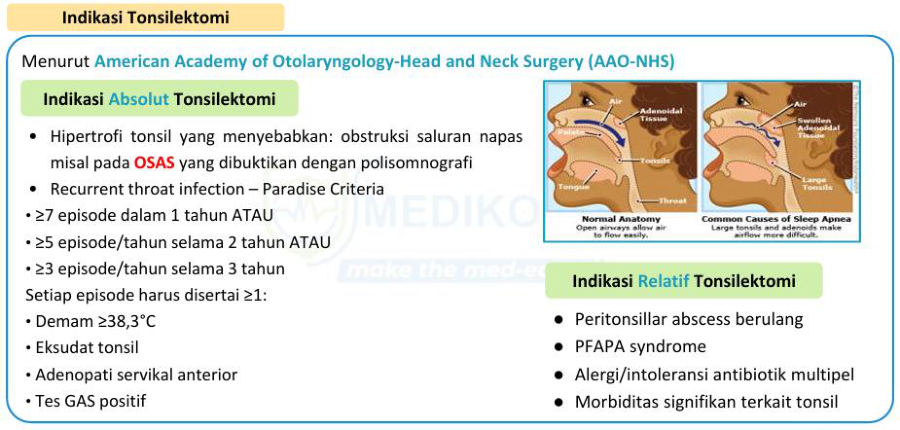 Indikasi Tonsilektomi
Menurut American Academy of Otolaryngology-Head and Neck Surgery (AAO-NHS)
Indikasi Absolut Tonsilektomi
• Hipertrofi tonsil yang menyebabkan: obstruksi saluran napas
misal pada OSAS yang dibuktikan dengan polisomnografi
• Recurrent throat infection – Paradise Criteria
• ≥7 episode dalam 1 tahun ATAU
• ≥5 episode/tahun selama 2 tahun ATAU
• ≥3 episode/tahun selama 3 tahun
Setiap episode harus disertai ≥1:
• Demam ≥38,3°C
• Eksudat tonsil
• Adenopati servikal anterior
• Tes GAS positif
Air
Adenoidal
Tissue
Palate
Tonsils
Tongue
Throat
Normal Anatomy
Open airways allow air
to flow easily.
Air
Swollen
Adenoidal
Tissue
Large
Tonsils
Common Causes of Sleep Apnea
Large tonsils and adenoids make
airflow more difficult.
Indikasi Relatif Tonsilektomi
● Peritonsillar abscess berulang
● PFAPA syndrome
● Alergi/intoleransi antibiotik multipel
● Morbiditas signifikan terkait tonsil
MEDIKO
make the med-e